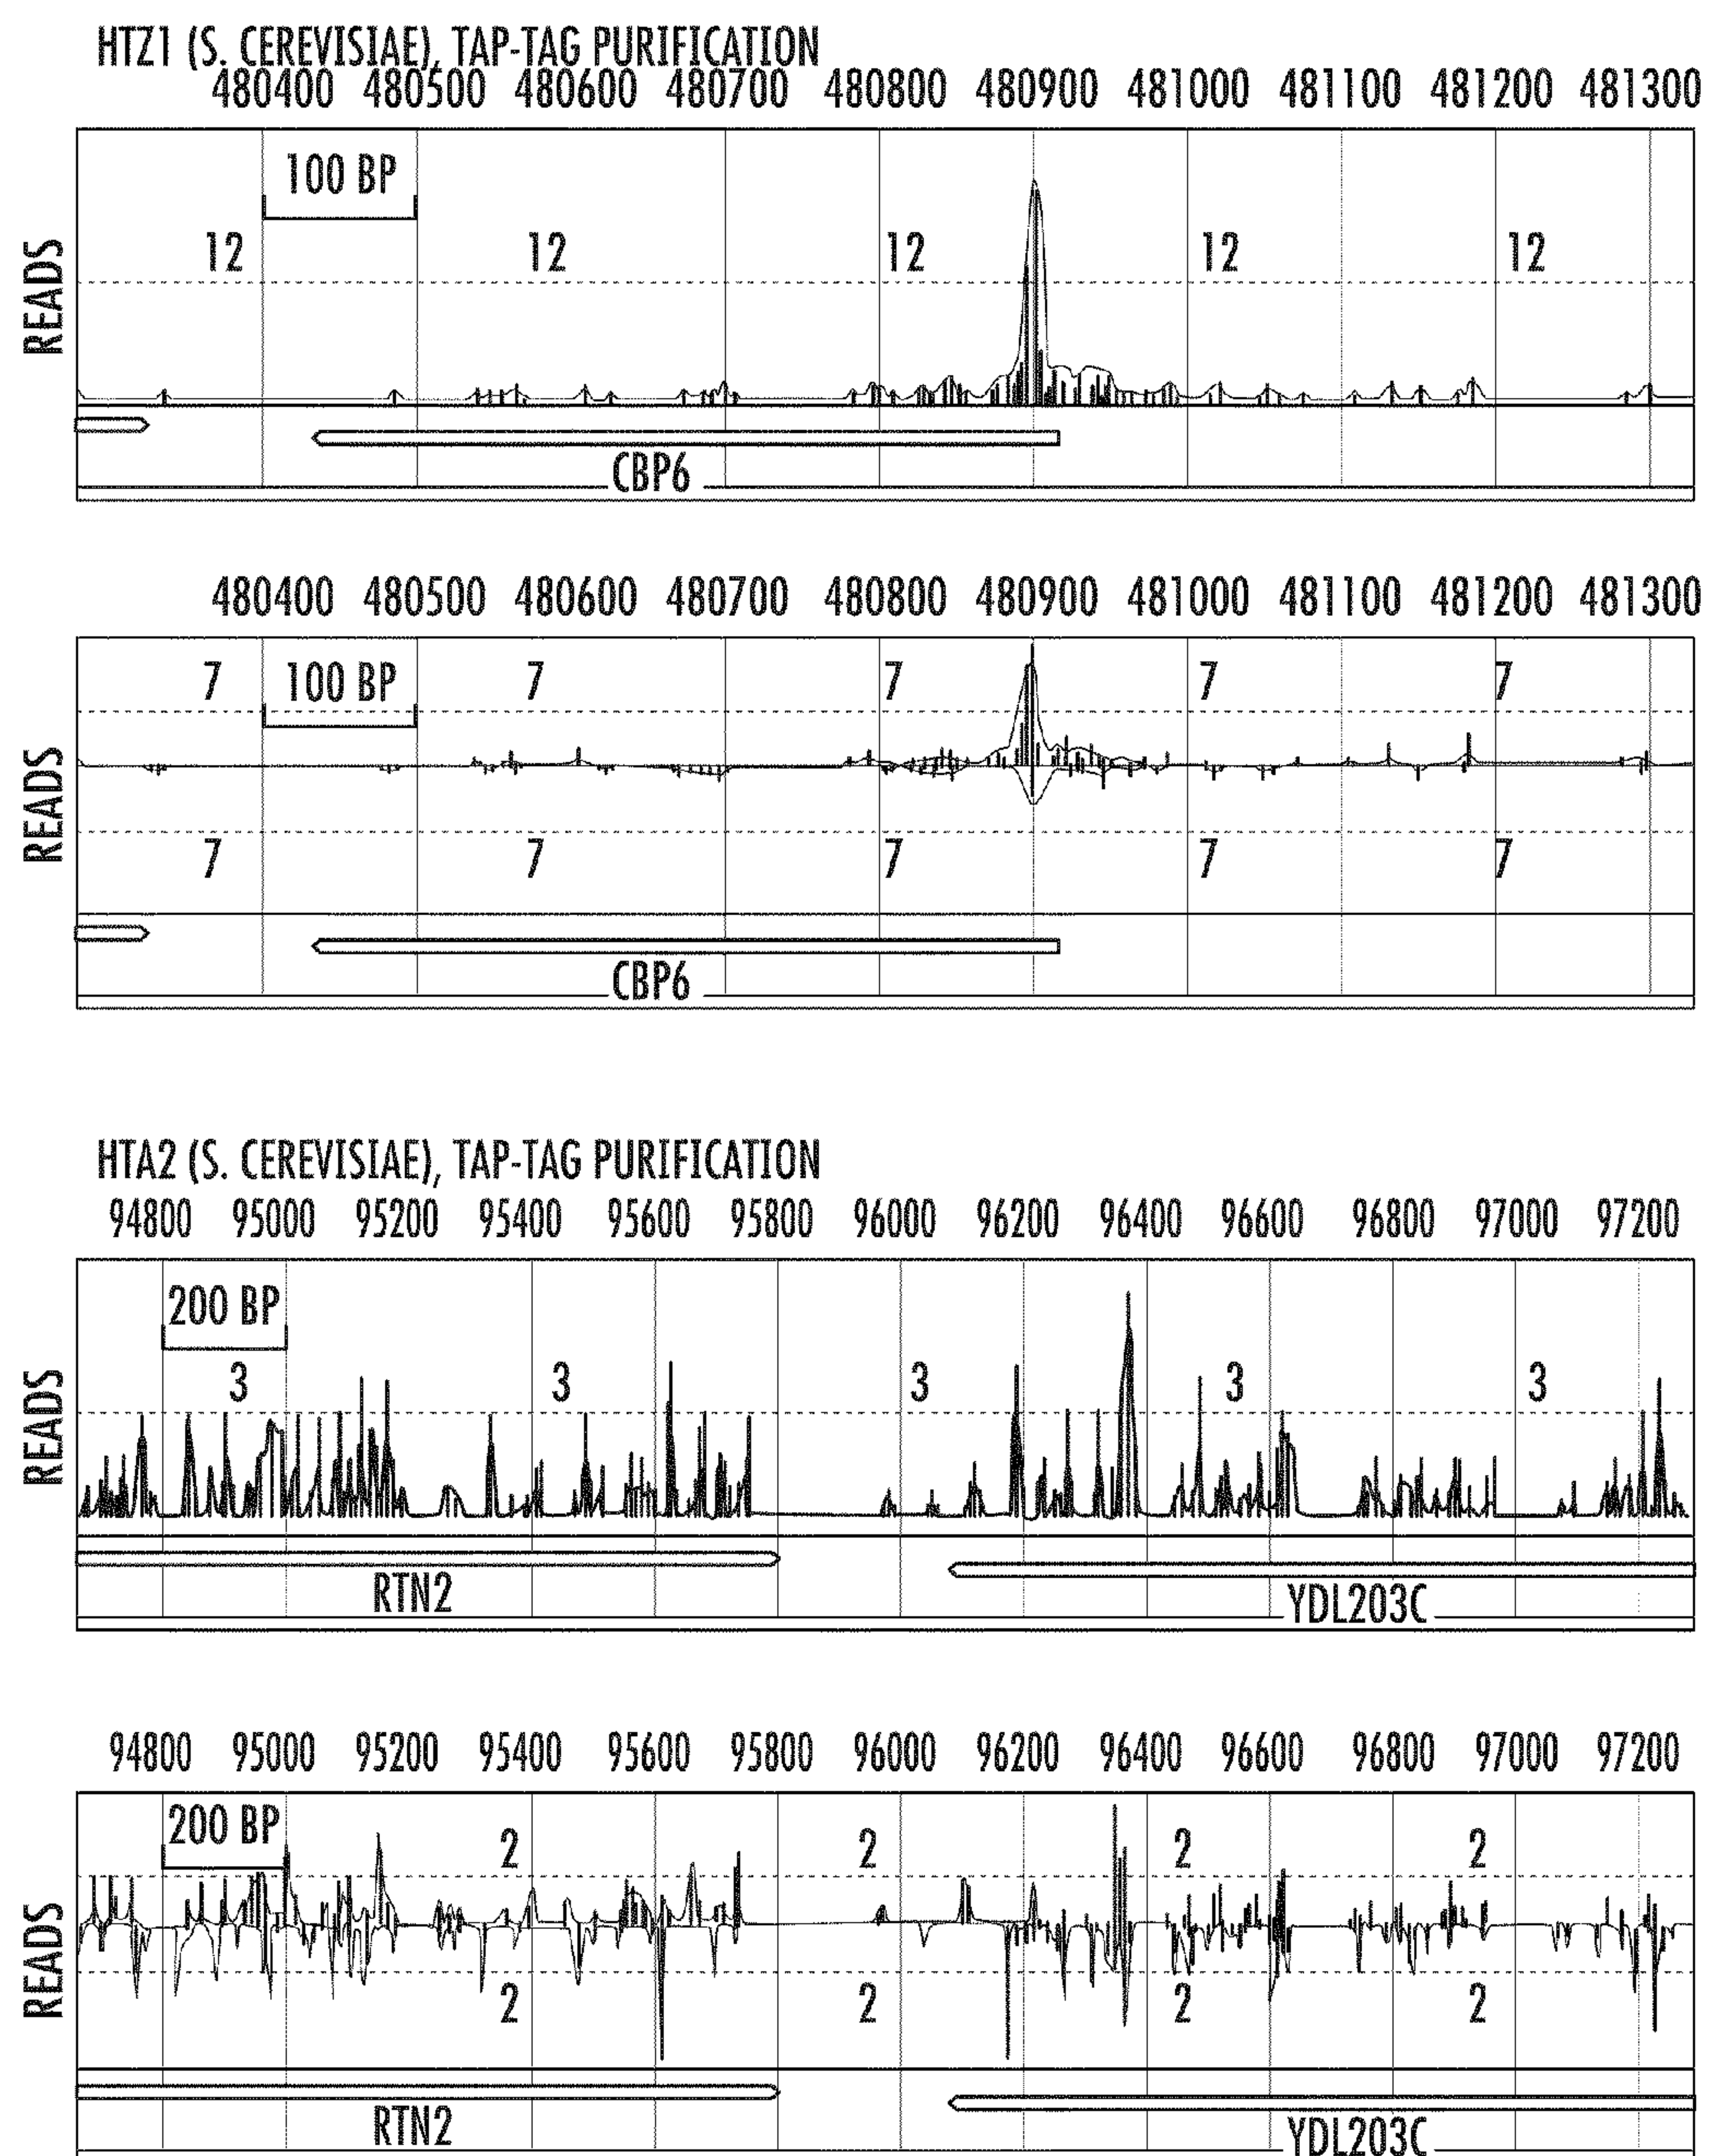 HTZ1 (S. CEREVISIAE), TAP-TAG PURIFICATION
480400 480500 480600 480700 480800 480900 481000 481100 481200 481300
100 BP
12 12 12 12 12
READS
CBP6
480400 480500 480600 480700 480800 480900 481000 481100 481200 481300
7 100 BP 7 7 7 7
READS
7 7 7 7 7
CBP6
HTA2 (S. CEREVISIAE), TAP-TAG PURIFICATION
94800 95000 95200 95400 95600 95800 96000 96200 96400 96600 96800 97000 97200
200 BP
3 3 3 3 3
READS
RTN2 YDL203C
94800 95000 95200 95400 95600 95800 96000 96200 96400 96600 96800 97000 97200
200 BP
2 2 2 2
READS
2 2 2 2
RTN2 YDL203C